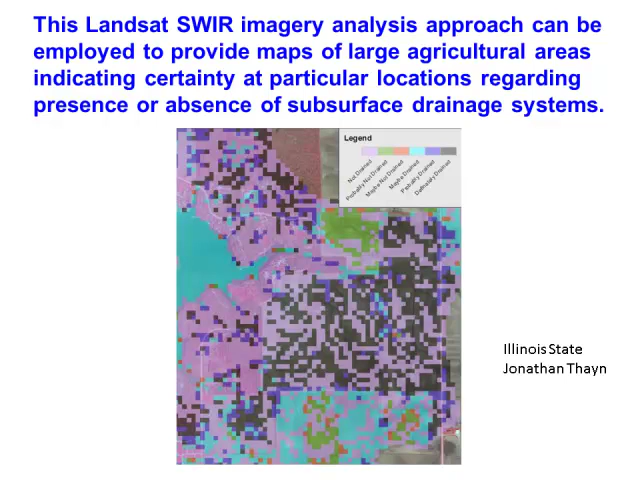 This Landsat SWIR imagery analysis approach can be
employed to provide maps of large agricultural areas
indicating certainty at particular locations regarding
presence or absence of subsurface drainage systems.
Legend
Not Drained
Probably Not Drained
Maybe Not Drained
Maybe Drained
Probably Drained
Definitely Drained
Illinois State
Jonathan Thayn